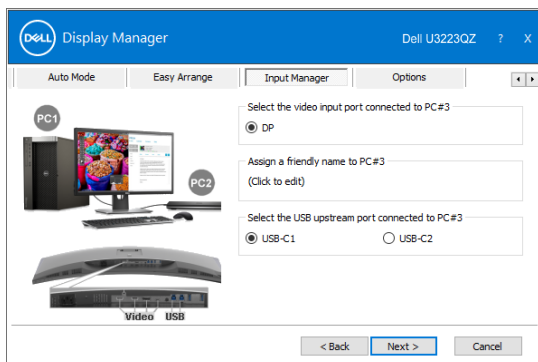 DELL Display Manager
Dell U3223QZ ? X
Auto Mode Easy Arrange Input Manager Options
Select the video input port connected to PC#3
DP
Assign a friendly name to PC#3
(Click to edit)
Select the USB upstream port connected to PC#3
USB-C1 USB-C2
PC1
PC2
Video USB
< Back Next > Cancel